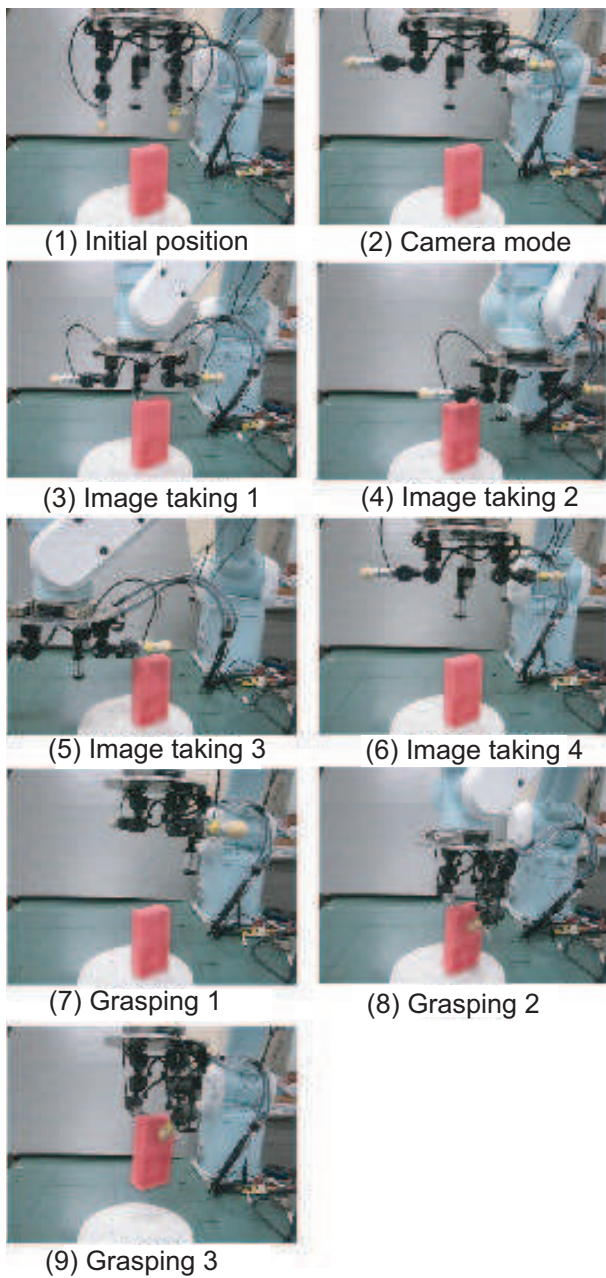 (1) Initial position
(2) Camera mode
(3) Image taking 1
(4) Image taking 2
(5) Image taking 3
(6) Image taking 4
(7) Grasping 1
(8) Grasping 2
(9) Grasping 3